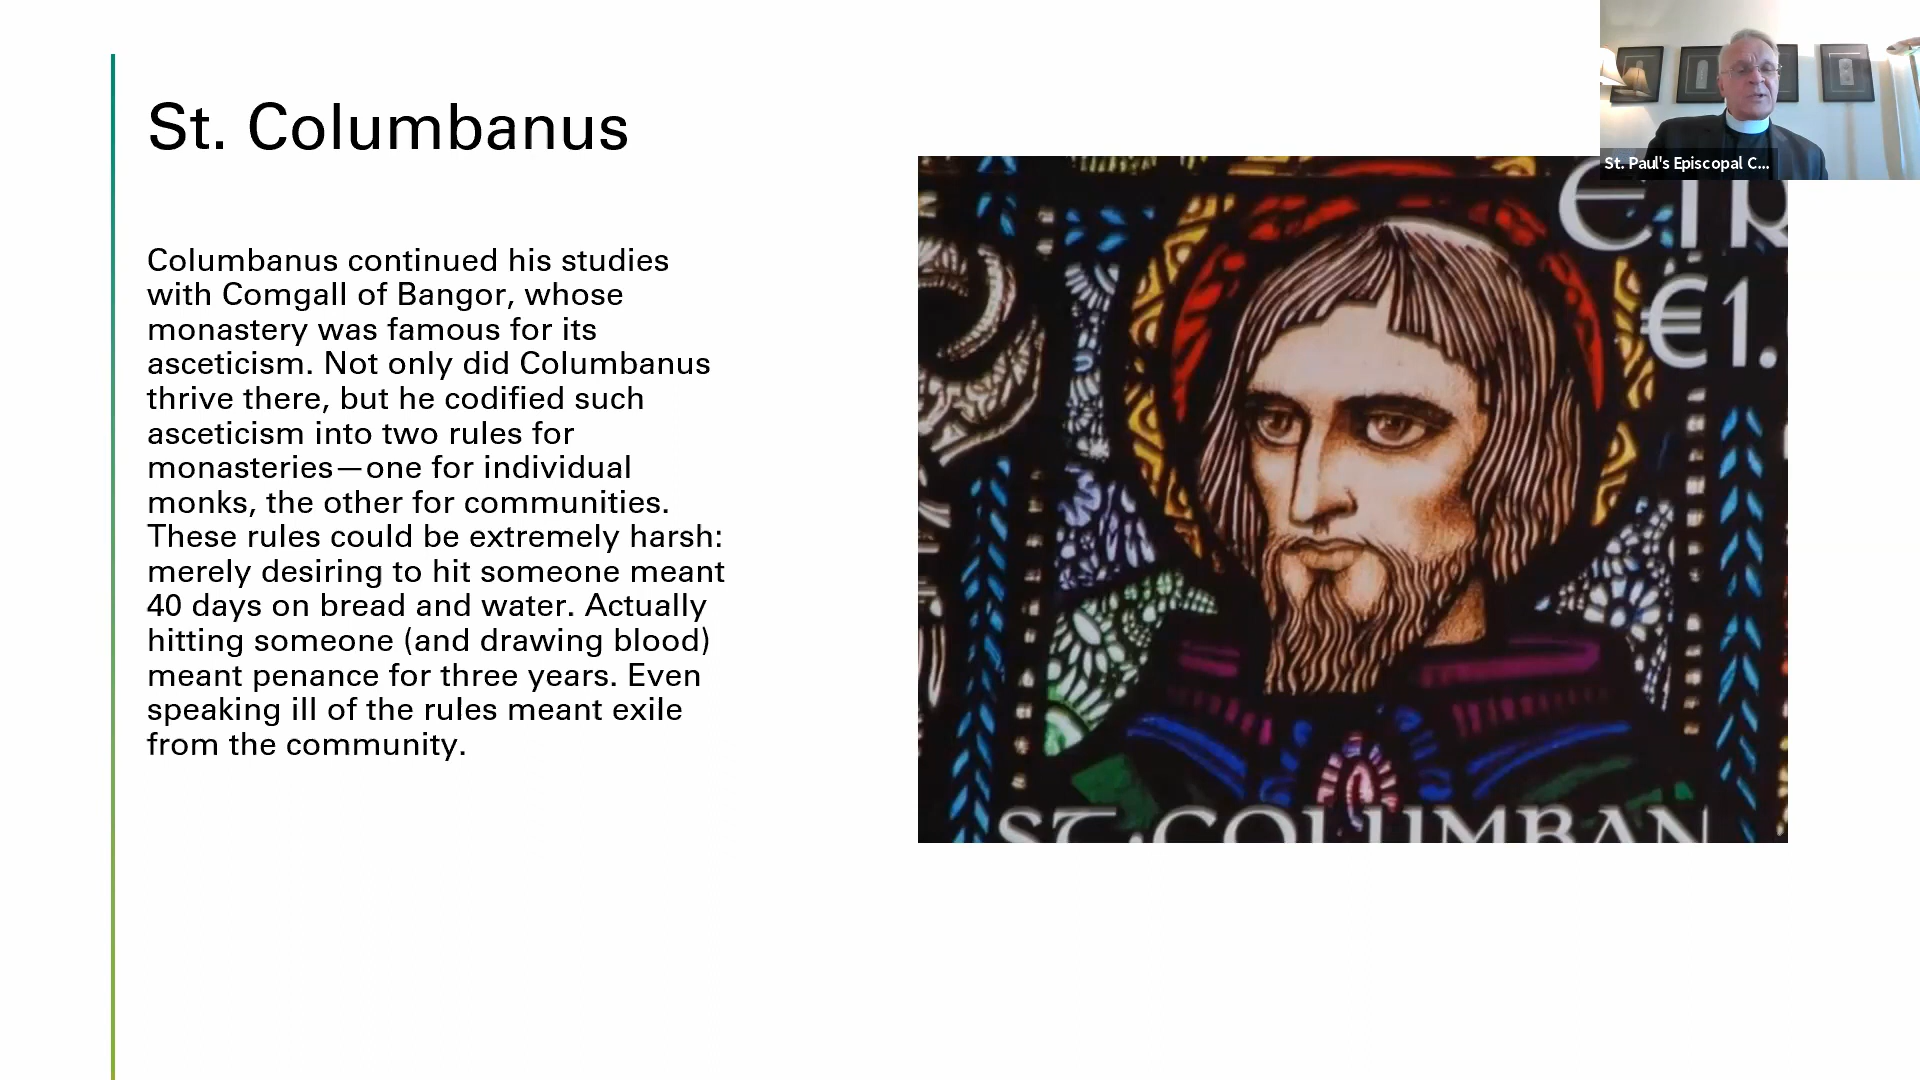 St. Columbanus
Columbanus continued his studies
with Comgall of Bangor, whose
monastery was famous for its
asceticism. Not only did Columbanus
thrive there, but he codified such
asceticism into two rules for
monasteries—one for individual
monks, the other for communities.
These rules could be extremely harsh:
merely desiring to hit someone meant
40 days on bread and water. Actually
hitting someone (and drawing blood)
meant penance for three years. Even
speaking ill of the rules meant exile
from the community.
St. Paul's Episcopal C...
EIR
€1.
ST. COLUMBAN